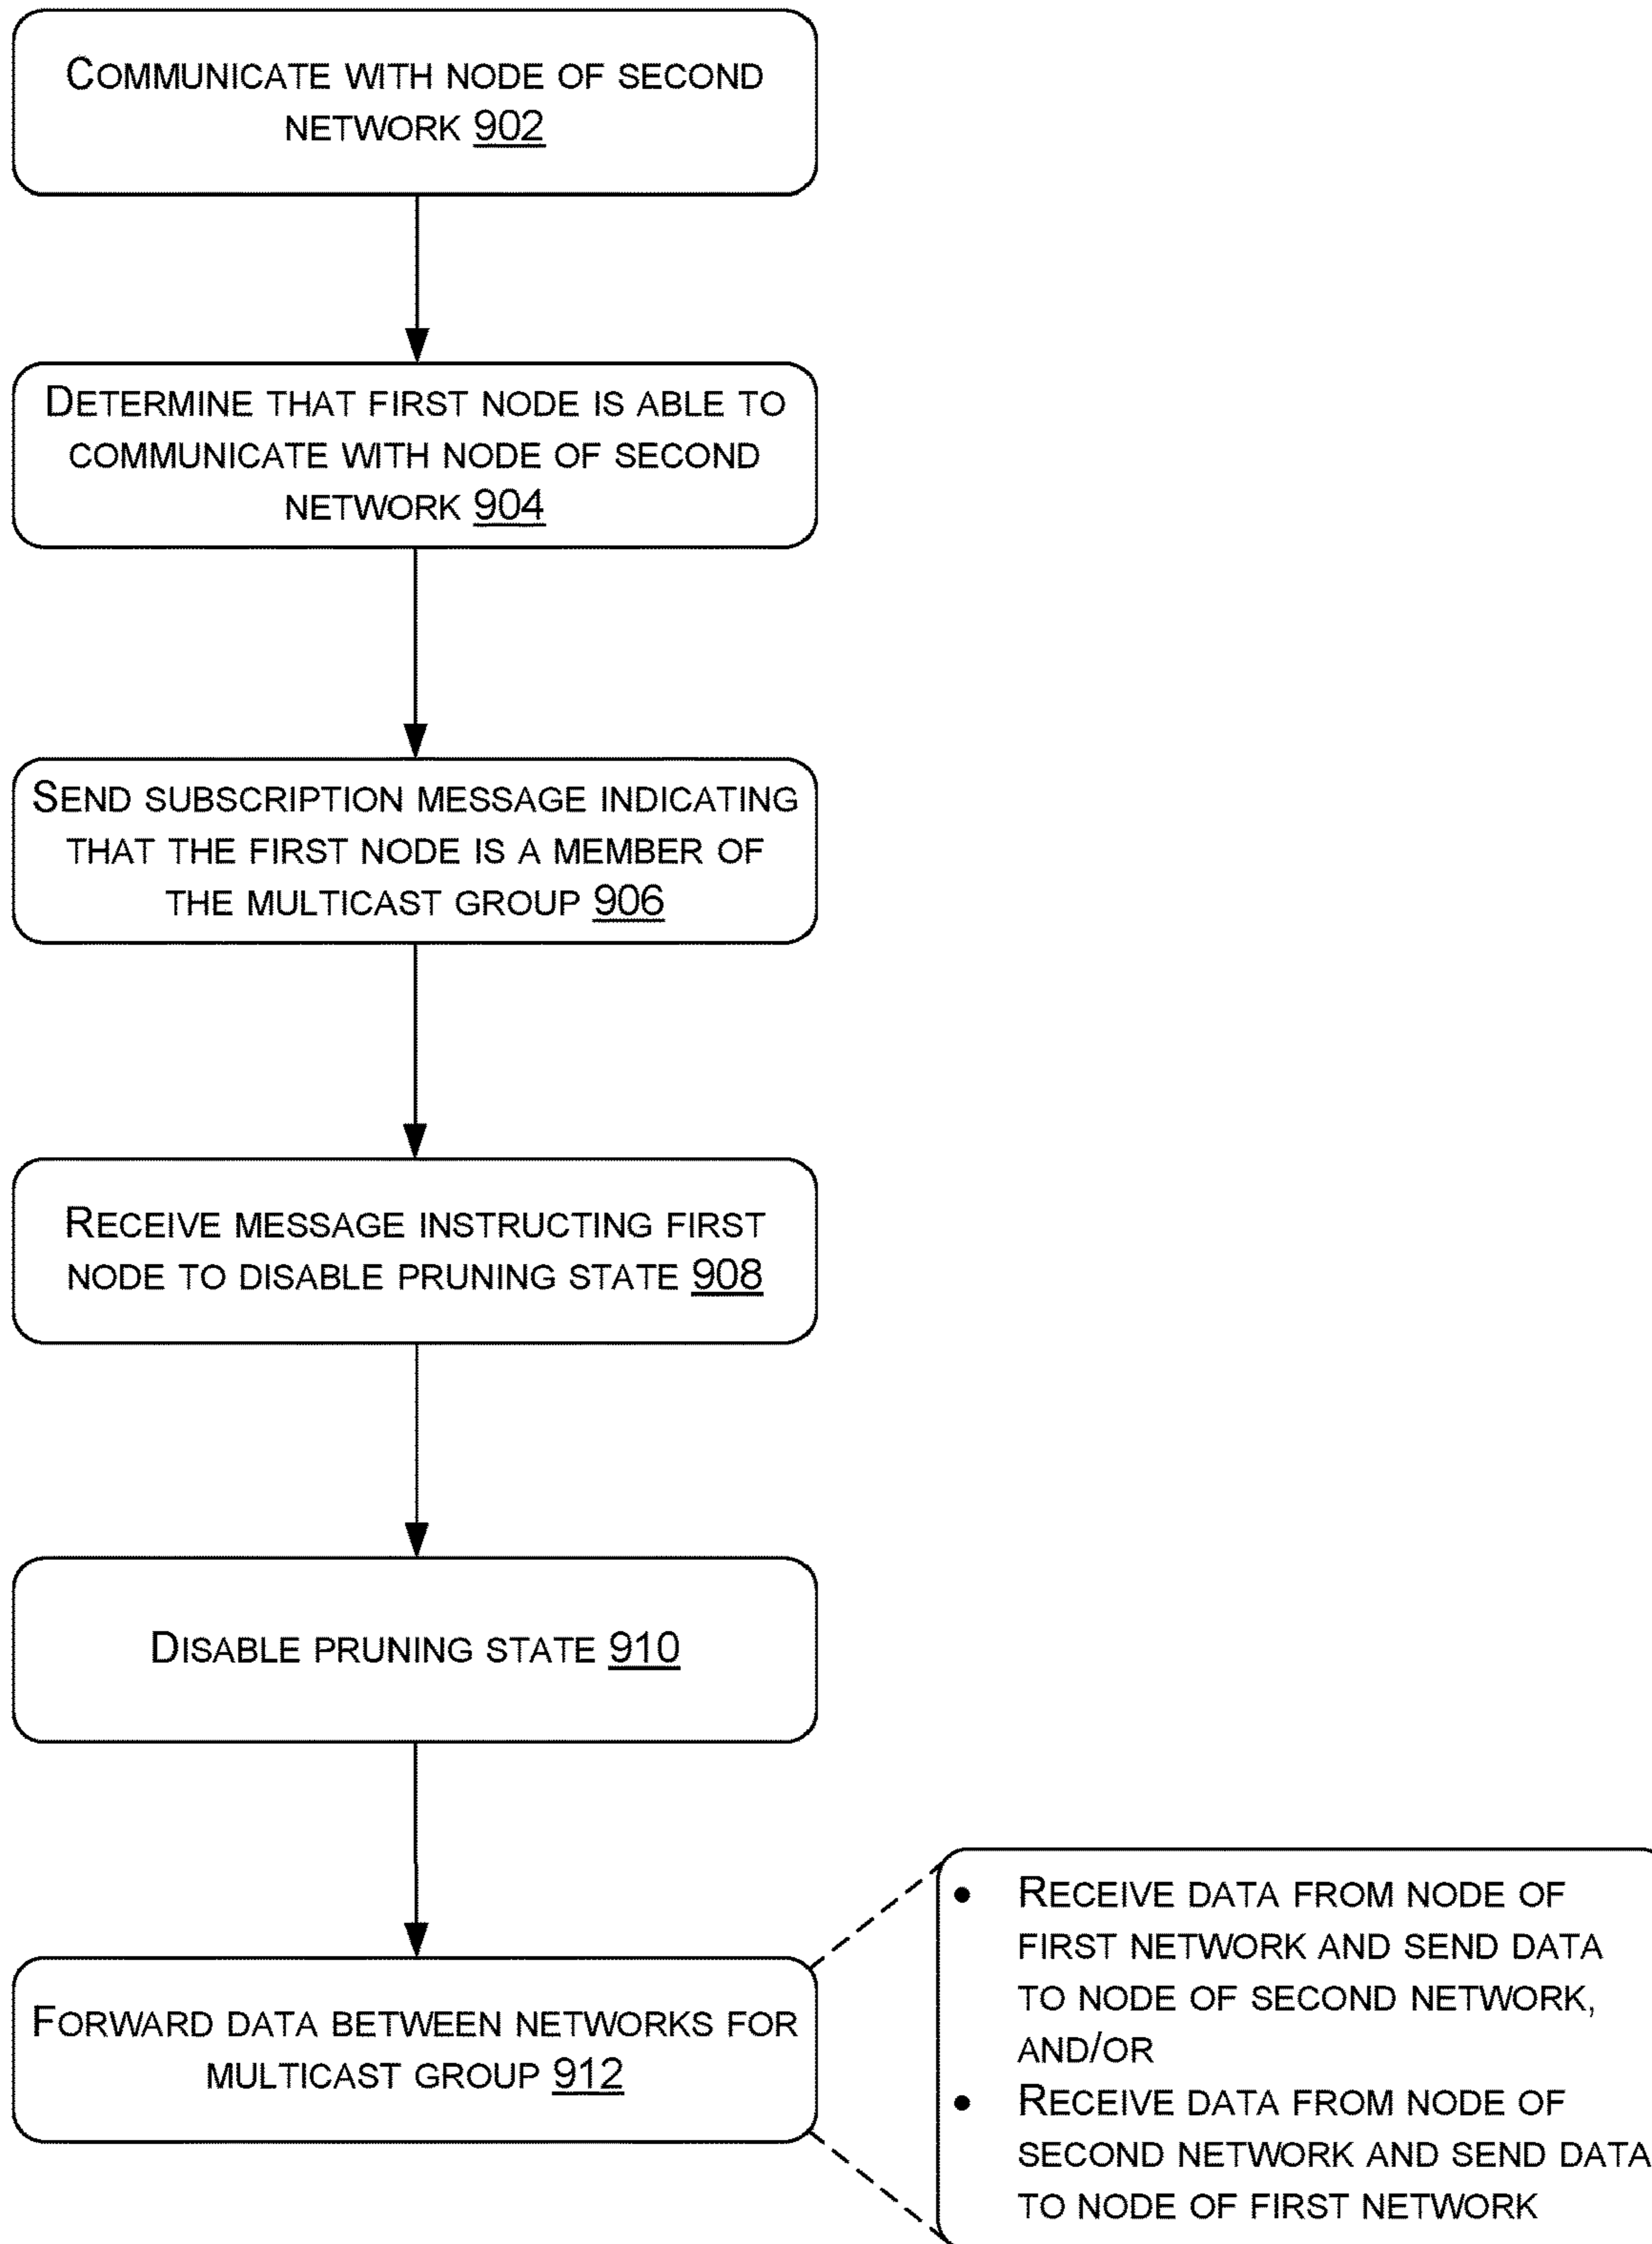 COMMUNICATE WITH NODE OF SECOND
NETWORK 902
DETERMINE THAT FIRST NODE IS ABLE TO
COMMUNICATE WITH NODE OF SECOND
NETWORK 904
SEND SUBSCRIPTION MESSAGE INDICATING
THAT THE FIRST NODE IS A MEMBER OF
THE MULTICAST GROUP 906
RECEIVE MESSAGE INSTRUCTING FIRST
NODE TO DISABLE PRUNING STATE 908
DISABLE PRUNING STATE 910
FORWARD DATA BETWEEN NETWORKS FOR
MULTICAST GROUP 912
• RECEIVE DATA FROM NODE OF
FIRST NETWORK AND SEND DATA
TO NODE OF SECOND NETWORK,
AND/OR
• RECEIVE DATA FROM NODE OF
SECOND NETWORK AND SEND DATA
TO NODE OF FIRST NETWORK